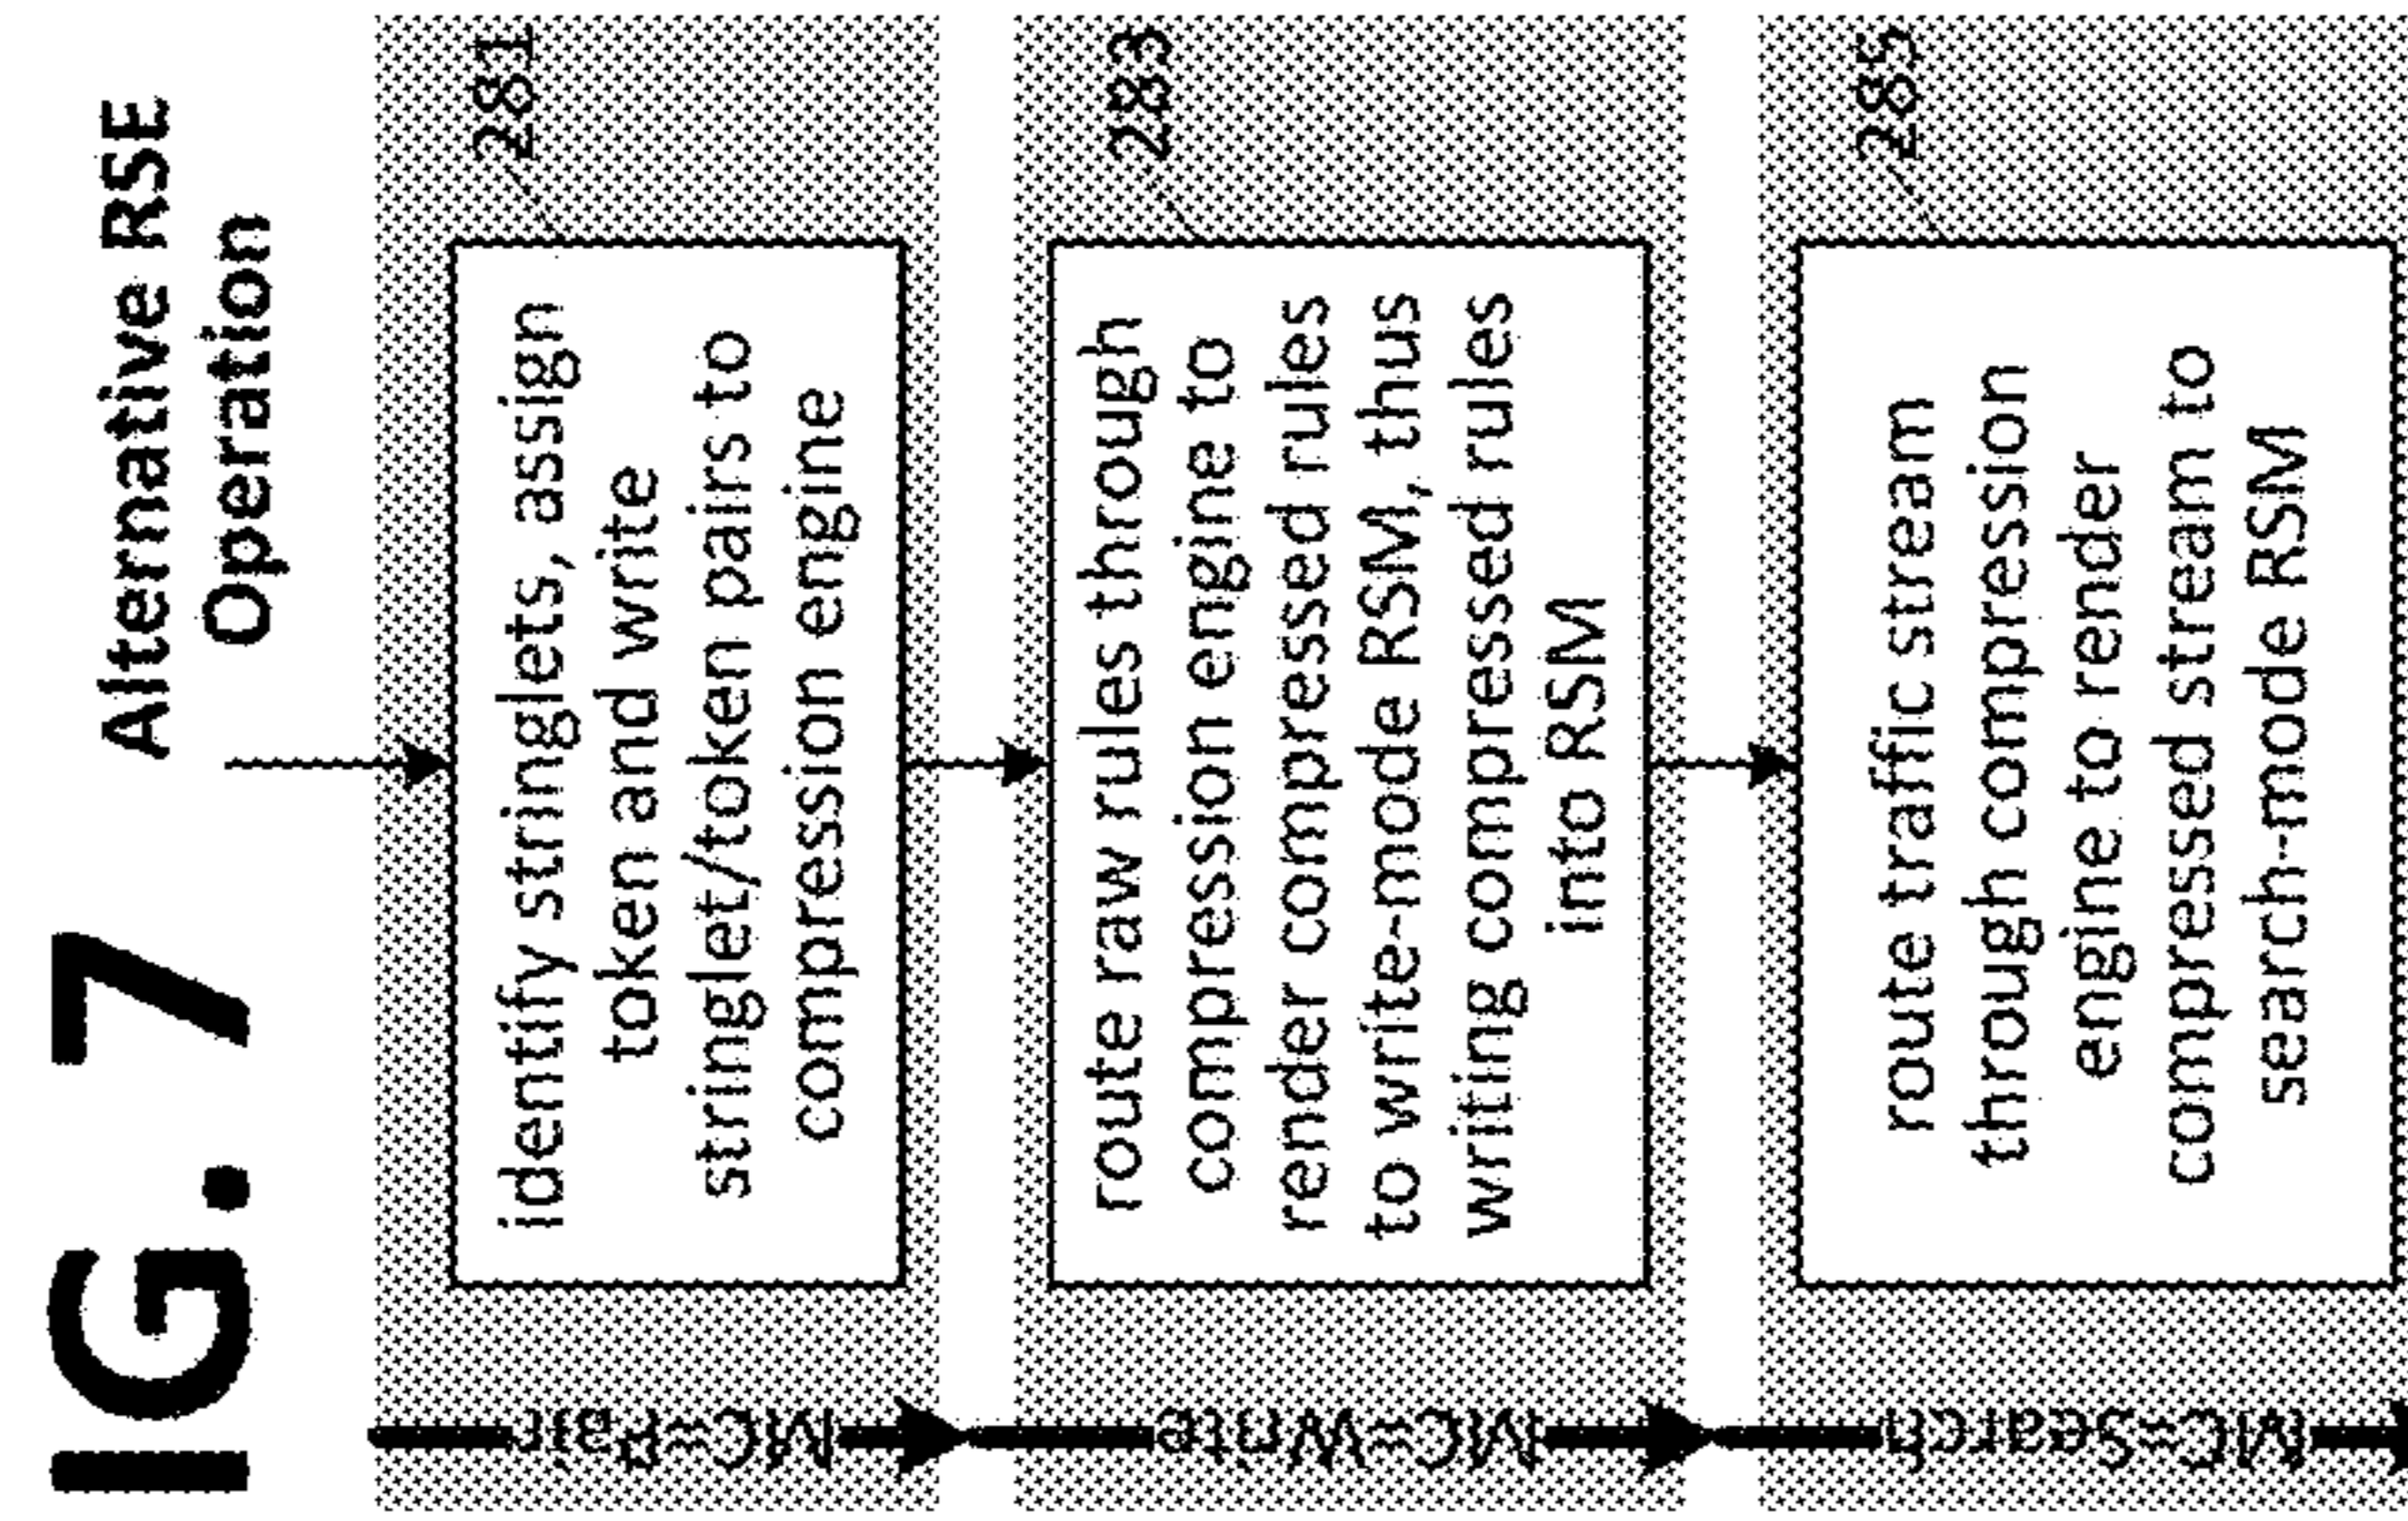 IG. 7
Alternative RSE
Operation
281
identify stringlets, assign
token and write
stringlet/token pairs to
compression engine
MC=Pair
283
route raw rules through
compression engine to
render compressed rules
to write-mode RSM, thus
writing compressed rules
into RSM
MC=Write
285
route traffic stream
through compression
engine to render
compressed stream to
search-mode RSM
MC=Search